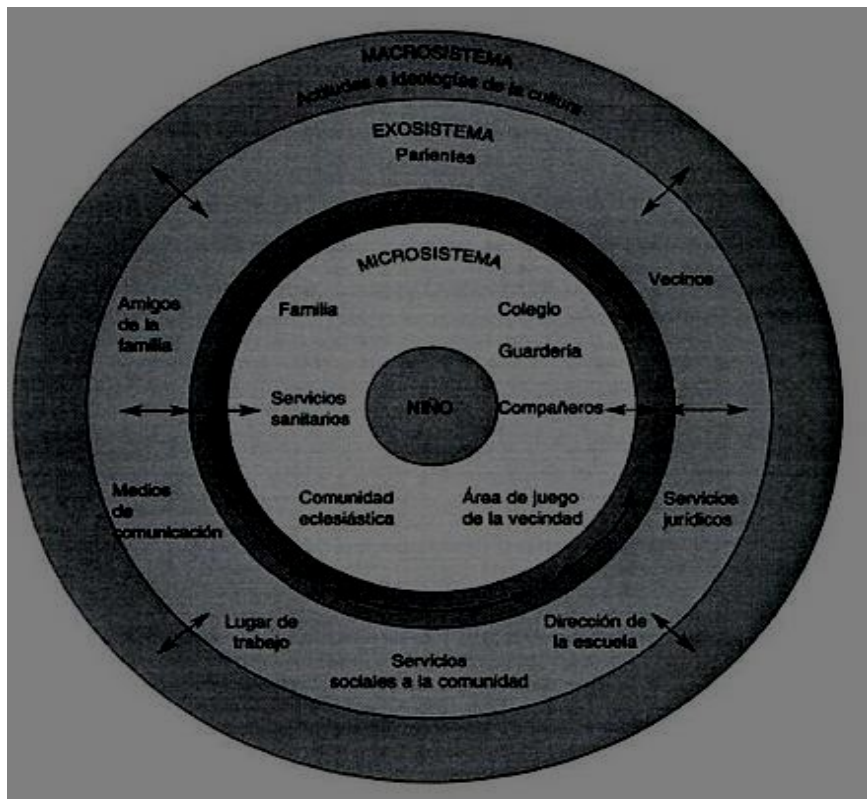 MACROSISTEMA
Actitudes e ideologías de la cultura
EXOSISTEMA
Parientes
MICROSISTEMA
Vecinos
Amigos
de la
familia
Familia
Colegio
Guardería
Servicios
sanitarios
NIÑO
Compañeros
Medios
de
comunicación
Comunidad
eclesiástica
Área de juego
de la vecindad
Servicios
jurídicos
Lugar de
trabajo
Dirección de
la escuela
Servicios
sociales a la comunidad